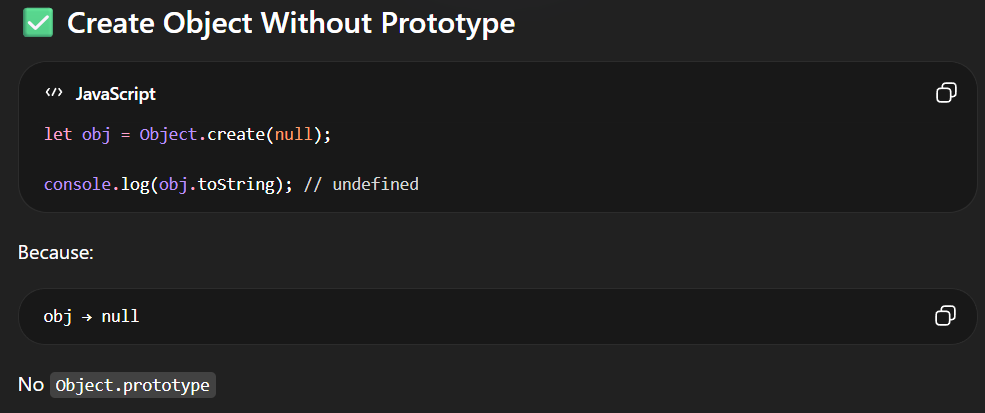 ✅ Create Object Without Prototype
</> JavaScript
let obj = Object.create(null);
console.log(obj.toString); // undefined
Because:
obj → null
No Object.prototype